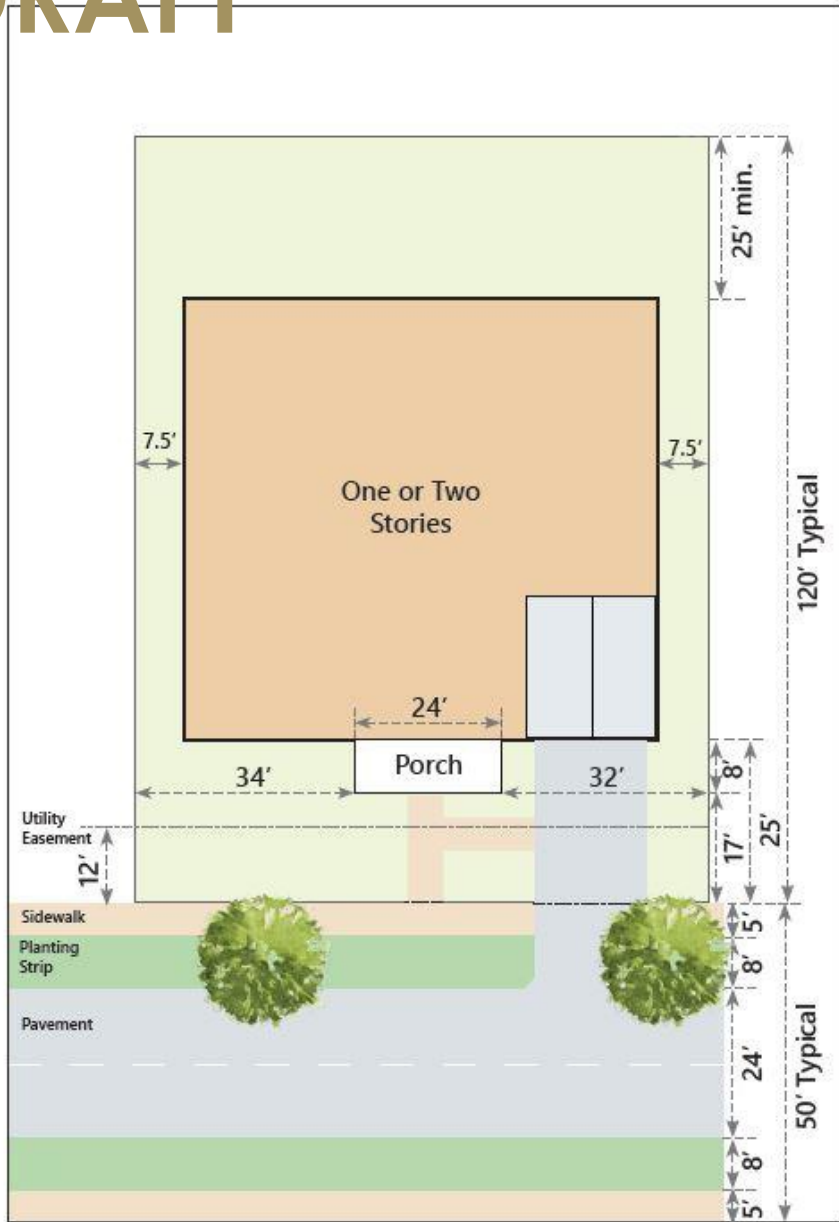 DRAFT
25' min.
7.5'
7.5'
One or Two
Stories
120' Typical
24'
Porch
34'
32'
8'
25'
17'
Utility
Easement
12'
Sidewalk
5'
Planting
Strip
8'
Pavement
24'
50' Typical
8'
5'